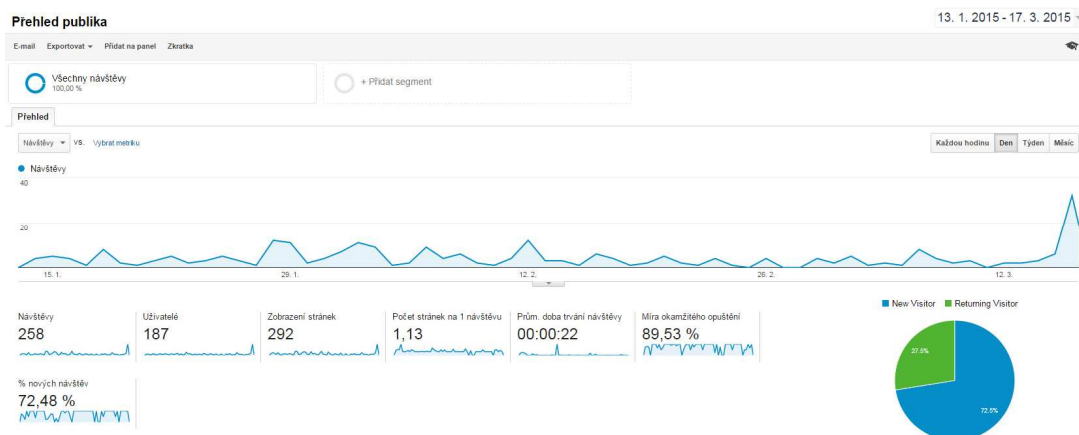 Přehled publika
13. 1. 2015 - 17. 3. 2015
E-mail Exportovat Přidat na panel Zkratka
Všechny návštěvy
100,00 %
+ Přidat segment
Přehled
Návštěvy vs. Vybrat metriku
Každou hodinu Den Týden Měsíc
Návštěvy
40
20
15. 1. 29. 1. 12. 2. 26. 2. 12. 3.
New Visitor Returning Visitor
Návštěvy Uživatelé Zobrazení stránek Počet stránek na 1 návštěvu Prům. doba trvání návštěvy Míra okamžitého opuštění
258 187 292 1,13 00:00:22 89,53 %
27.5%
% nových návštěv
72,48 %
72.5%